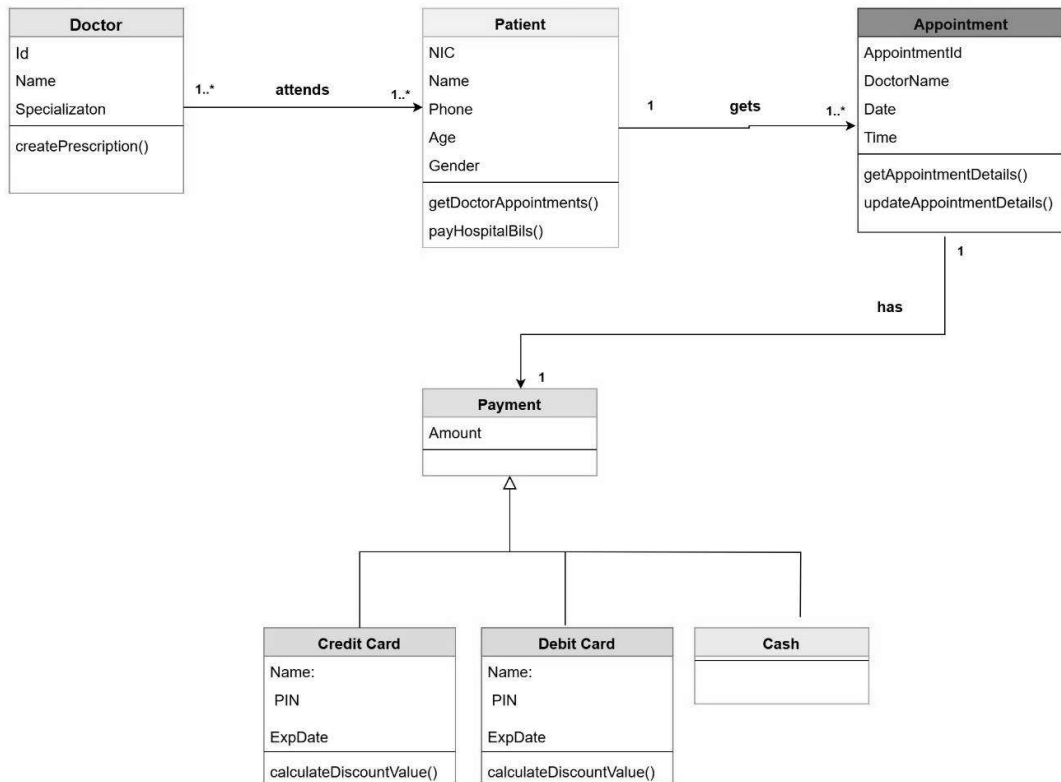 Doctor
Id
Name
Specializaton
createPrescription()
1..*
attends
1..*
Patient
NIC
Name
Phone
Age
Gender
getDoctorAppointments()
payHospitalBils()
1
gets
1..*
Appointment
AppointmentId
DoctorName
Date
Time
getAppointmentDetails()
updateAppointmentDetails()
1
has
1
Payment
Amount
Credit Card
Name:
PIN
ExpDate
calculateDiscountValue()
Debit Card
Name:
PIN
ExpDate
calculateDiscountValue()
Cash